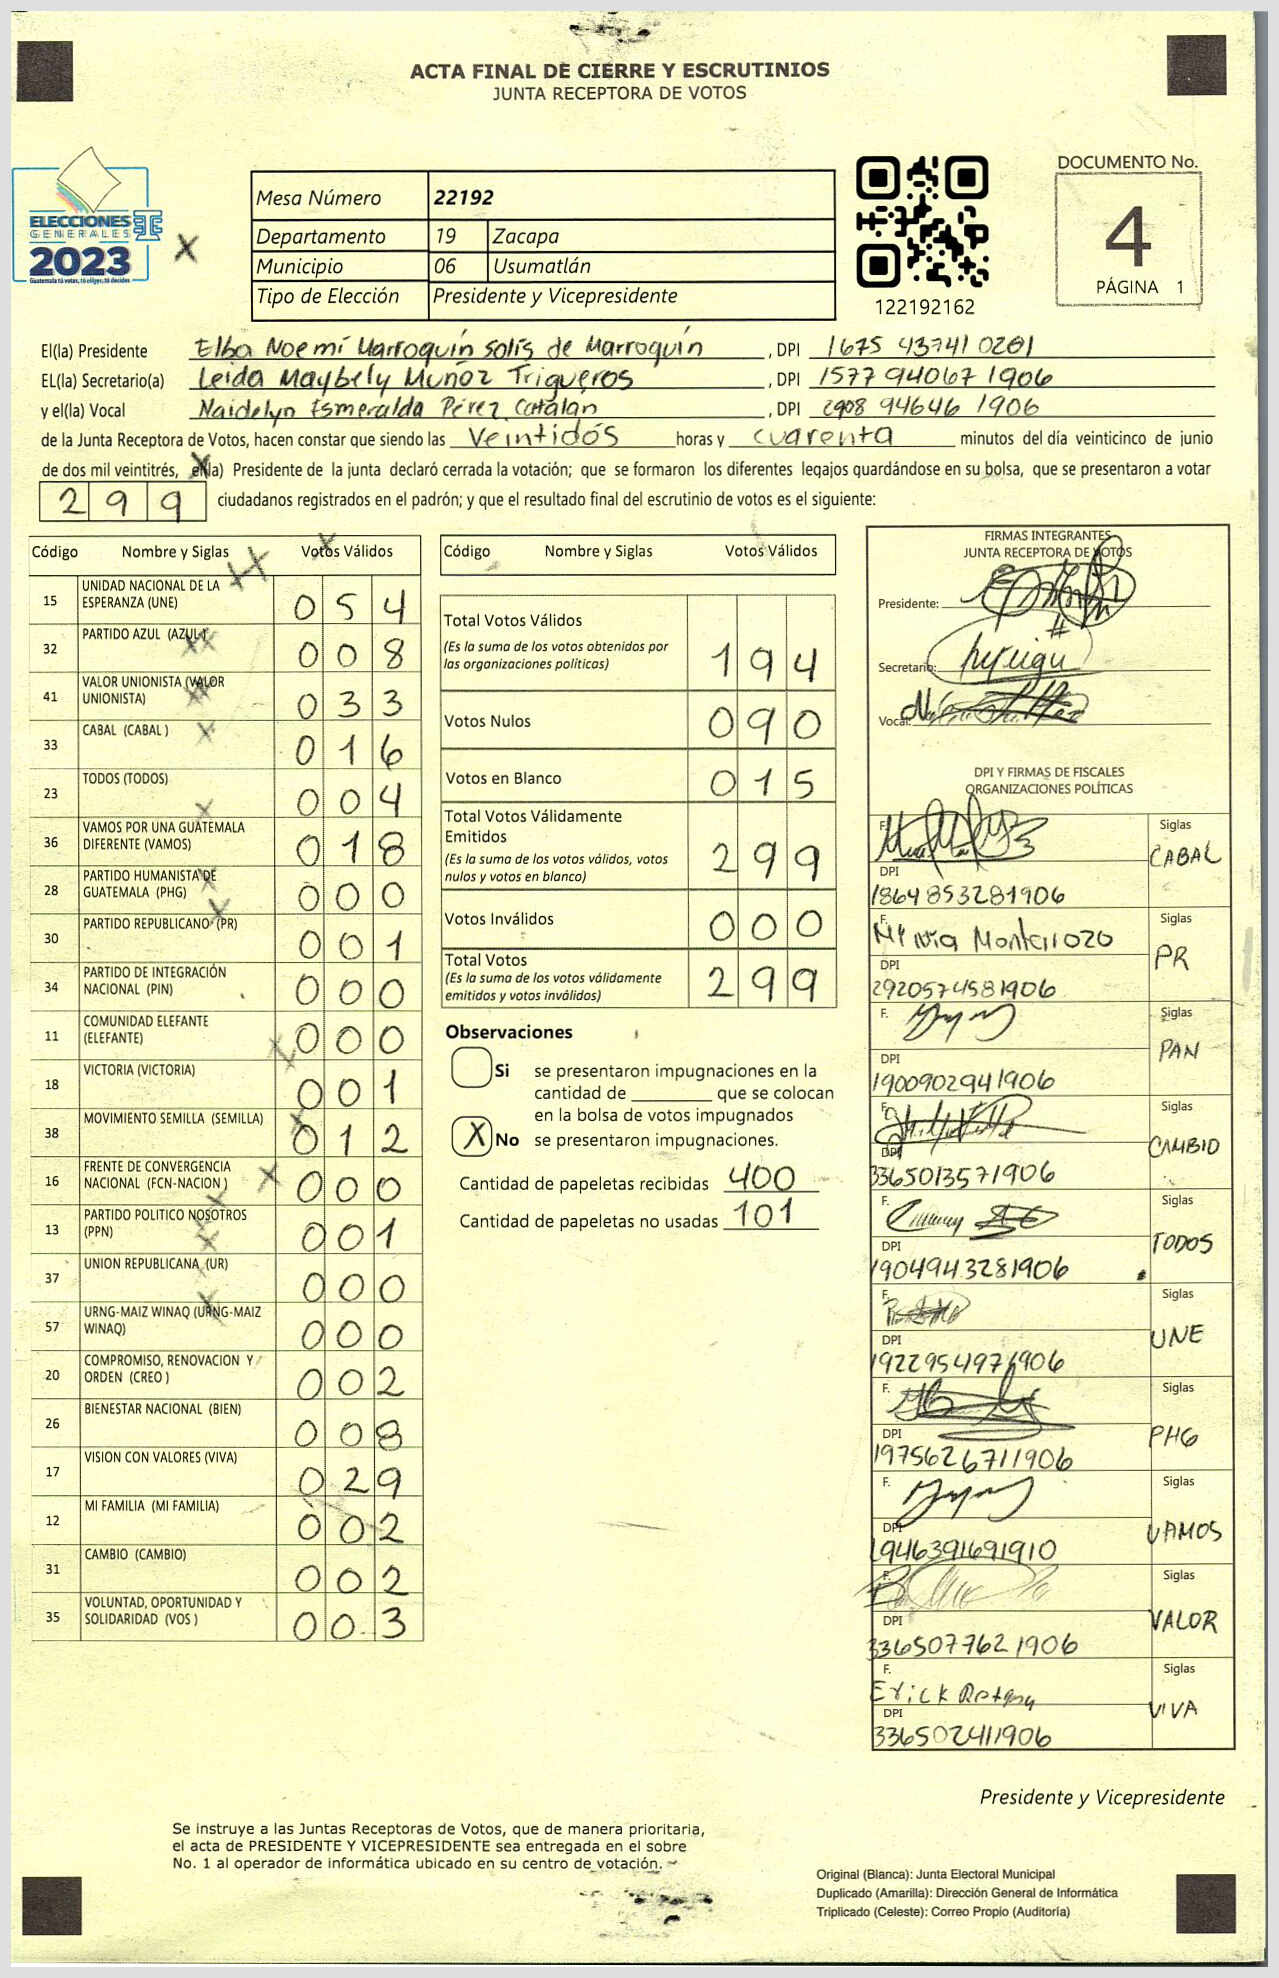 ACTA FINAL DE CIERRE Y ESCRUTINIOS
JUNTA RECEPTORA DE VOTOS
DOCUMENTO No.
4
PÁGINA 1
ELECCIONES
GENERALES
2023
Guatemala tú votas, tú eliges, tú decides
X
Mesa Número 22192
Departamento 19 Zacapa
Municipio 06 Usumatlán
Tipo de Elección Presidente y Vicepresidente
122192162
El(la) Presidente Elba Noemí Marroquín Solís de Marroquín , DPI 1675 43741 0201
EL(la) Secretario(a) Leida Maybely Muñoz Trigueros , DPI 1577 94067 1906
y el(la) Vocal Naidelyn Esmeralda Pérez Catalán , DPI 2908 94646 1906
de la Junta Receptora de Votos, hacen constar que siendo las Veintidós horas y cuarenta minutos del día veinticinco de junio
de dos mil veintitrés, el(la) Presidente de la junta declaró cerrada la votación; que se formaron los diferentes legajos quardándose en su bolsa, que se presentaron a votar
299 ciudadanos registrados en el padrón; y que el resultado final del escrutinio de votos es el siguiente:
Código Nombre y Siglas Votos Válidos
15 UNIDAD NACIONAL DE LA ESPERANZA (UNE) 054
32 PARTIDO AZUL (AZUL) 008
41 VALOR UNIONISTA (VALOR UNIONISTA) 033
33 CABAL (CABAL ) 016
23 TODOS (TODOS) 004
36 VAMOS POR UNA GUATEMALA DIFERENTE (VAMOS) 018
28 PARTIDO HUMANISTA DE GUATEMALA (PHG) 000
30 PARTIDO REPUBLICANO (PR) 001
34 PARTIDO DE INTEGRACIÓN NACIONAL (PIN) 000
11 COMUNIDAD ELEFANTE (ELEFANTE) 000
18 VICTORIA (VICTORIA) 001
38 MOVIMIENTO SEMILLA (SEMILLA) 012
16 FRENTE DE CONVERGENCIA NACIONAL (FCN-NACION ) 000
13 PARTIDO POLITICO NOSOTROS (PPN) 001
37 UNION REPUBLICANA (UR) 000
57 URNG-MAIZ WINAQ (URNG-MAIZ WINAQ) 000
20 COMPROMISO, RENOVACION Y ORDEN (CREO ) 002
26 BIENESTAR NACIONAL (BIEN) 008
17 VISION CON VALORES (VIVA) 029
12 MI FAMILIA (MI FAMILIA) 002
31 CAMBIO (CAMBIO) 002
35 VOLUNTAD, OPORTUNIDAD Y SOLIDARIDAD (VOS ) 003
Código Nombre y Siglas Votos Válidos
Total Votos Válidos 194
(Es la suma de los votos obtenidos por
las organizaciones politicas)
Votos Nulos 090
Votos en Blanco 015
Total Votos Válidamente
Emitidos 299
(Es la suma de los votos válidos, votos
nulos y votos en blanco)
Votos Inválidos 000
Total Votos 299
(Es la suma de los votos válidamente
emitidos y votos inválidos)
Observaciones
Si se presentaron impugnaciones en la
cantidad de ________ que se colocan
en la bolsa de votos impugnados
X No se presentaron impugnaciones.
Cantidad de papeletas recibidas 400
Cantidad de papeletas no usadas 101
FIRMAS INTEGRANTES
JUNTA RECEPTORA DE VOTOS
Presidente:
Secretario:
Vocal:
DPI Y FIRMAS DE FISCALES
ORGANIZACIONES POLÍTICAS
F. Siglas
CABAL
DPI
1864853281906
F. Siglas
Monterrozo
PR
DPI
2920574581906
F. Siglas
PAN
DPI
1900902941906
F. Siglas
CAMBIO
DPI
3365013571906
F. Siglas
TODOS
DPI
1904943281906
F. Siglas
UNE
DPI
1922954971906
F. Siglas
PHG
DPI
1975626711906
F. Siglas
VAMOS
DPI
1946391691910
F. Siglas
VALOR
DPI
3365077621906
F. Siglas
Erick
VIVA
DPI
336502411906
Presidente y Vicepresidente
Se instruye a las Juntas Receptoras de Votos, que de manera prioritaria,
el acta de PRESIDENTE Y VICEPRESIDENTE sea entregada en el sobre
No. 1 al operador de informática ubicado en su centro de votación.
Original (Blanca): Junta Electoral Municipal
Duplicado (Amarilla): Dirección General de Informática
Triplicado (Celeste): Correo Propio (Auditoría)